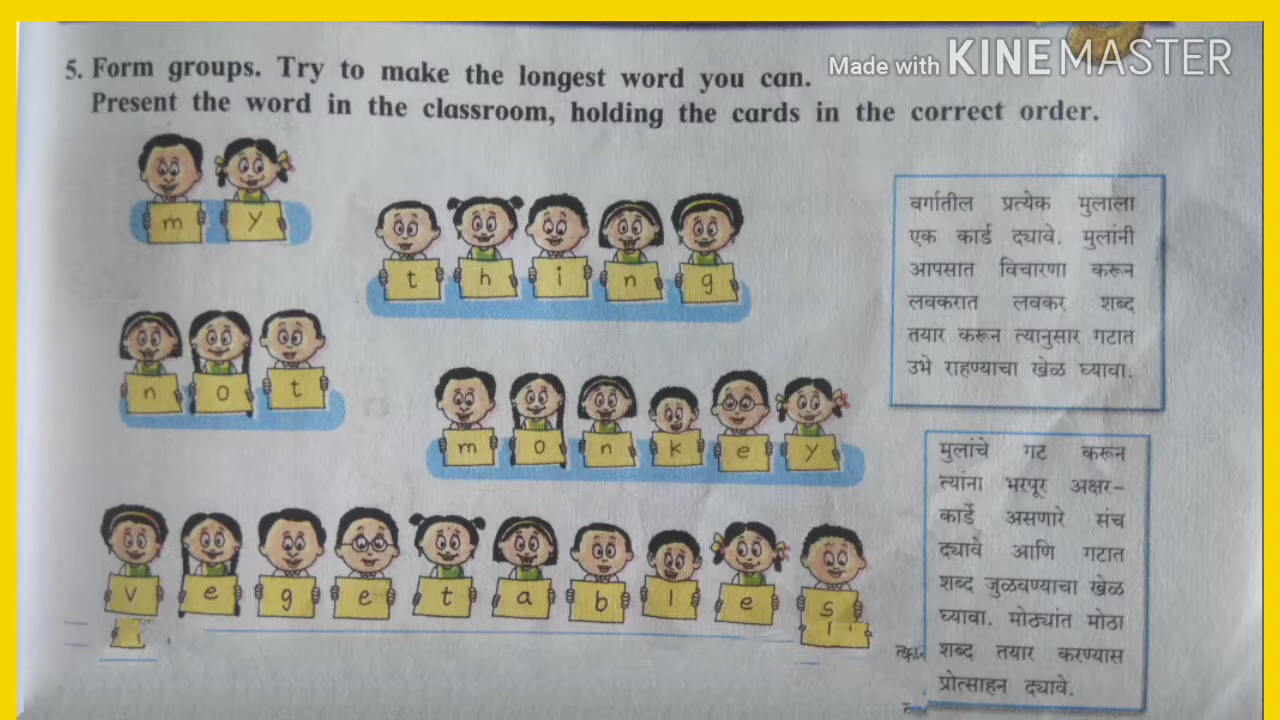 5. Form groups. Try to make the longest word you can.
Made with KINEMASTER
Present the word in the classroom, holding the cards in the correct order.
m y
t h i n g
n o t
m o n k e y
v e g e t a b l e s
वर्गातील प्रत्येक मुलाला
एक कार्ड द्यावे. मुलांनी
आपसात विचारणा करून
लवकरात लवकर शब्द
तयार करून त्यानुसार गटात
उभे राहण्याचा खेळ घ्यावा.
मुलांचे गट करून
त्यांना भरपूर अक्षर-
कार्डे असणारे संच
द्यावे आणि गटात
शब्द जुळवण्याचा खेळ
घ्यावा. मोठ्यांत मोठा
शब्द तयार करण्यास
प्रोत्साहन द्यावे.